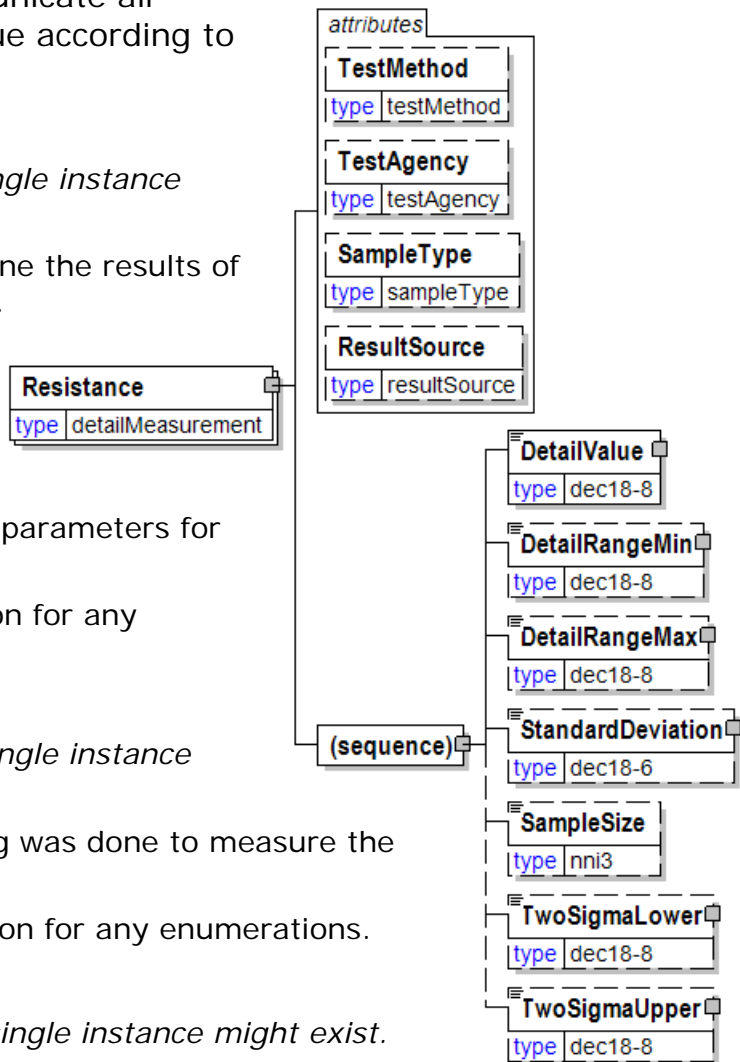 unicate all
ue according to
ngle instance
ne the results of
.
parameters for
on for any
ngle instance
g was done to measure the
on for any enumerations.
single instance might exist.
Resistance
type detailMeasurement
attributes
TestMethod
type testMethod
TestAgency
type testAgency
SampleType
type sampleType
ResultSource
type resultSource
(sequence)
DetailValue
type dec18-8
DetailRangeMin
type dec18-8
DetailRangeMax
type dec18-8
StandardDeviation
type dec18-6
SampleSize
type nni3
TwoSigmaLower
type dec18-8
TwoSigmaUpper
type dec18-8